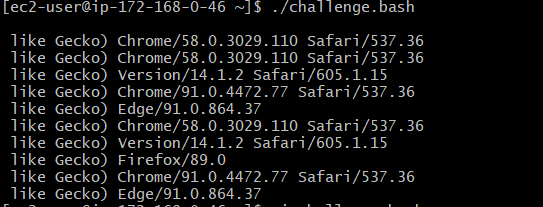 [ec2-user@ip-172-168-0-46 ~]$ ./challenge.bash
like Gecko) Chrome/58.0.3029.110 Safari/537.36
like Gecko) Chrome/58.0.3029.110 Safari/537.36
like Gecko) Version/14.1.2 Safari/605.1.15
like Gecko) Chrome/91.0.4472.77 Safari/537.36
like Gecko) Edge/91.0.864.37
like Gecko) Chrome/58.0.3029.110 Safari/537.36
like Gecko) Version/14.1.2 Safari/605.1.15
like Gecko) Firefox/89.0
like Gecko) Chrome/91.0.4472.77 Safari/537.36
like Gecko) Edge/91.0.864.37